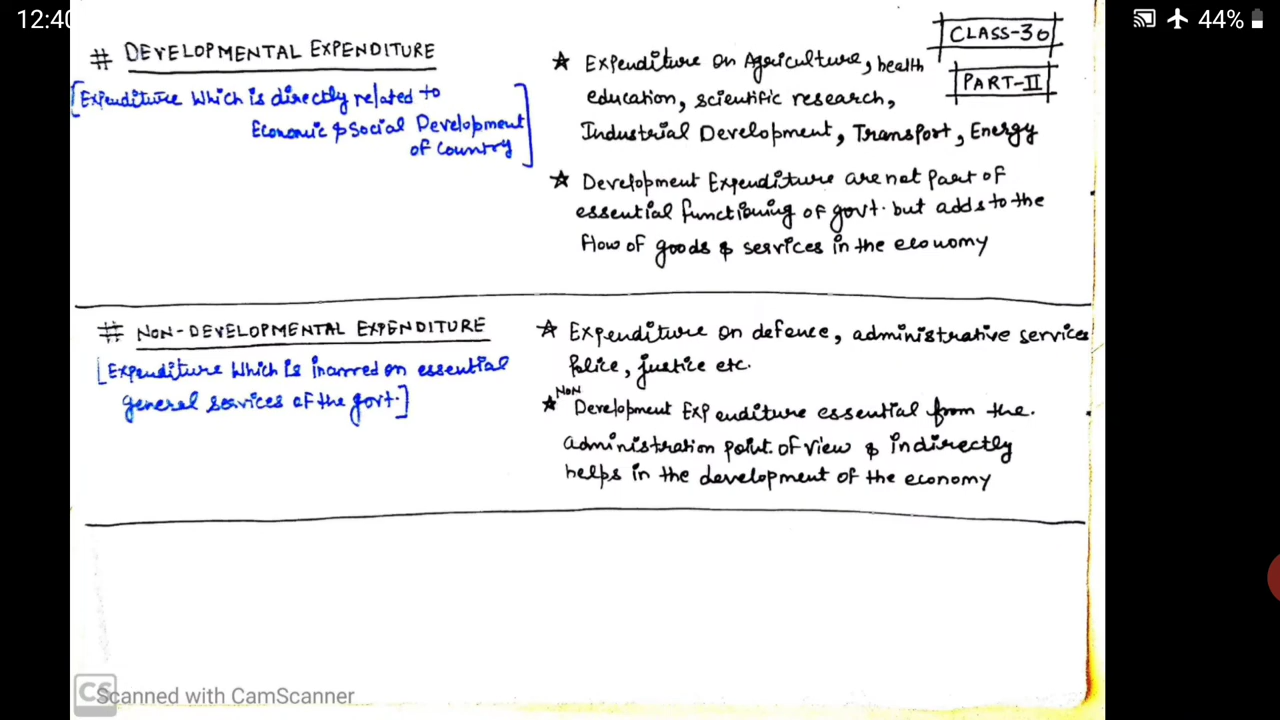 12:40
44%
CLASS-30
PART-II
# DEVELOPMENTAL EXPENDITURE
[Expenditure Which is directly related to
Economic & Social Development
of Country]
☆ Expenditure on Agriculture, health
education, scientific research,
Industrial Development, Transport, Energy
☆ Development Expenditure are not part of
essential functioning of govt. but adds to the
flow of goods & services in the economy
# NON-DEVELOPMENTAL EXPENDITURE
[Expenditure Which is incurred on essential
general services of the govt.]
☆ Expenditure on defence, administrative services
Police, justice etc.
☆ NON Development Expenditure essential from the.
administration point of view & indirectly
helps in the development of the economy
CS Scanned with CamScanner